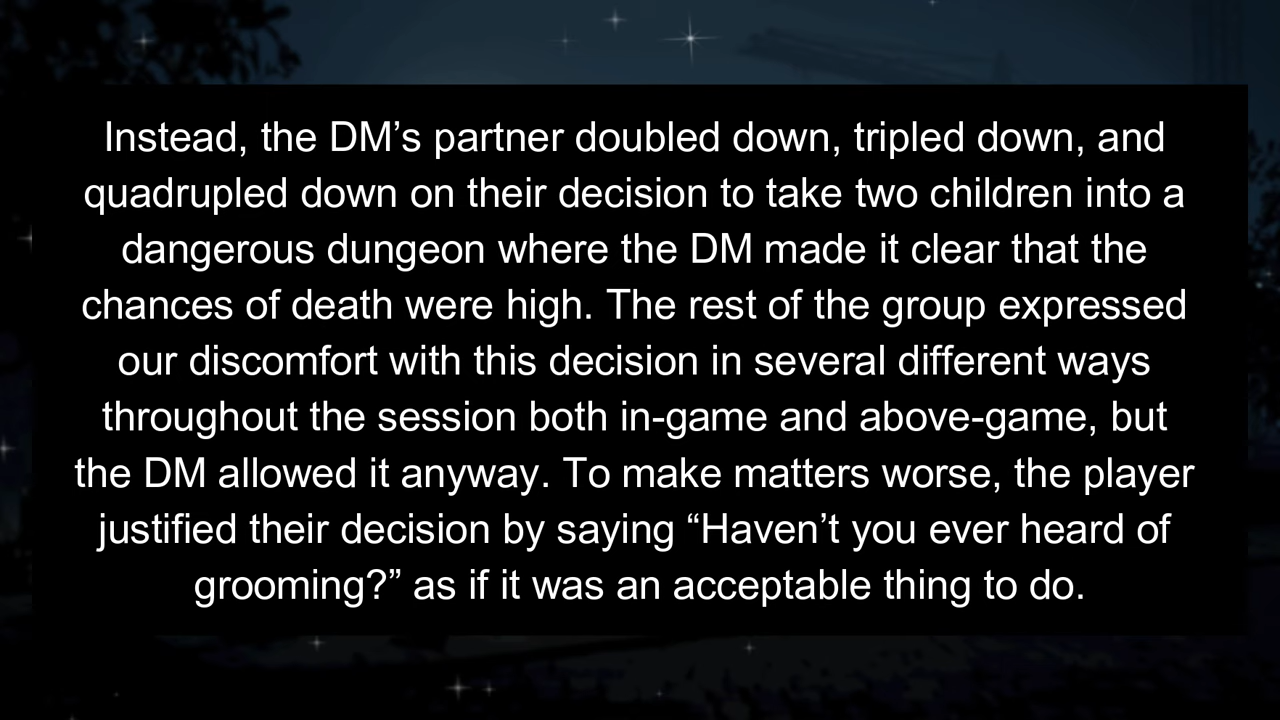 Instead, the DM’s partner doubled down, tripled down, and
quadrupled down on their decision to take two children into a
dangerous dungeon where the DM made it clear that the
chances of death were high. The rest of the group expressed
our discomfort with this decision in several different ways
throughout the session both in-game and above-game, but
the DM allowed it anyway. To make matters worse, the player
justified their decision by saying “Haven’t you ever heard of
grooming?” as if it was an acceptable thing to do.